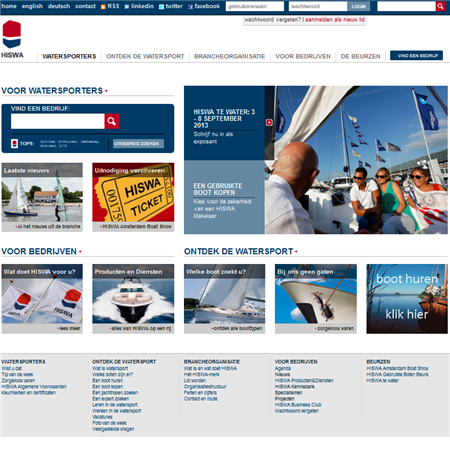 home english deutsch contact RSS linkedin twitter facebook gebruikersnaam wachtwoord LOGIN
wachtwoord vergeten? | aanmelden als nieuw lid
HISWA
WATERSPORTERS ONTDEK DE WATERSPORT BRANCHEORGANISATIE VOOR BEDRIJVEN DE BEURZEN VIND EEN BEDRIJF
VOOR WATERSPORTERS
VIND EEN BEDRIJF:
TOPS:
UITGEBREID ZOEKEN
HISWA TE WATER: 3
- 8 SEPTEMBER
2013
Schrijf nu in als
exposant
EEN GEBRUIKTE
BOOT KOPEN
Kies voor de zekerheid
van een HISWA
Makelaar
Laatste nieuws
Al het nieuws uit de branche
Uitnodiging verzilveren
HISWA
TICKET
HISWA Amsterdam Boat Show
VOOR BEDRIJVEN
ONTDEK DE WATERSPORT
Wat doet HISWA voor u?
lees meer
Producten en Diensten
alles van HISWA op een rij
Welke boot zoekt u?
ontdek alle boottypen
Bij ons geen gaten
zorgeloos varen
boot huren
klik hier
WATERSPORTERS
Wist u dat
Tip van de week
Zorgeloos varen
HISWA Algemene Voorwaarden
Keurmerken en certificaten
ONTDEK DE WATERSPORT
Wat is watersport
Welke boten zijn er?
Een boot huren
Een boot kopen
Een jachthaven zoeken
Een expert zoeken
Leren in de watersport
Werken in de watersport
Vacatures
Foto van de week
Veelgestelde vragen
BRANCHEORGANISATIE
Wat is en wat doet HISWA
Het HISWA-merk
Lid worden
Organisatiestructuur
Feiten en cijfers
Contact en route
VOOR BEDRIJVEN
Agenda
Nieuws
HISWA Producten&Diensten
HISWA Kennisbank
Specialismen
Projecten
HISWA Business Club
Wachtwoord vergeten
BEURZEN
HISWA Amsterdam Boat Show
HISWA Gebruikte Boten Beurs
HISWA te water